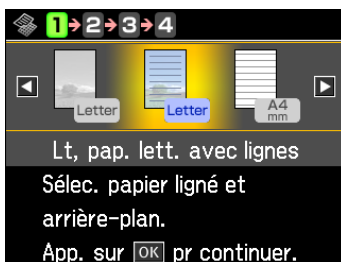 1 2 3 4
Letter Letter A4 mm
Lt, pap. lett. avec lignes
Sélec. papier ligné et
arrière-plan.
App. sur OK pr continuer.